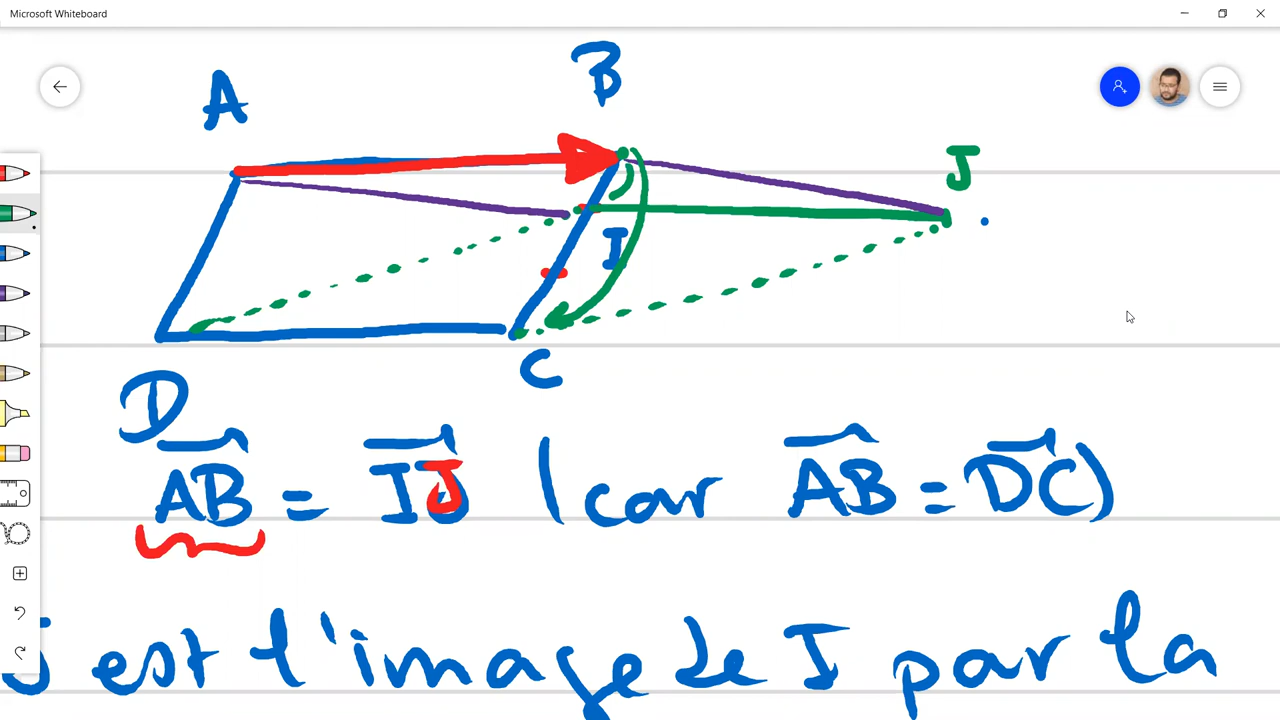 Microsoft Whiteboard
A
B
J
I
C
D
AB = IJ (car AB = DC)
J est l'image de I par la